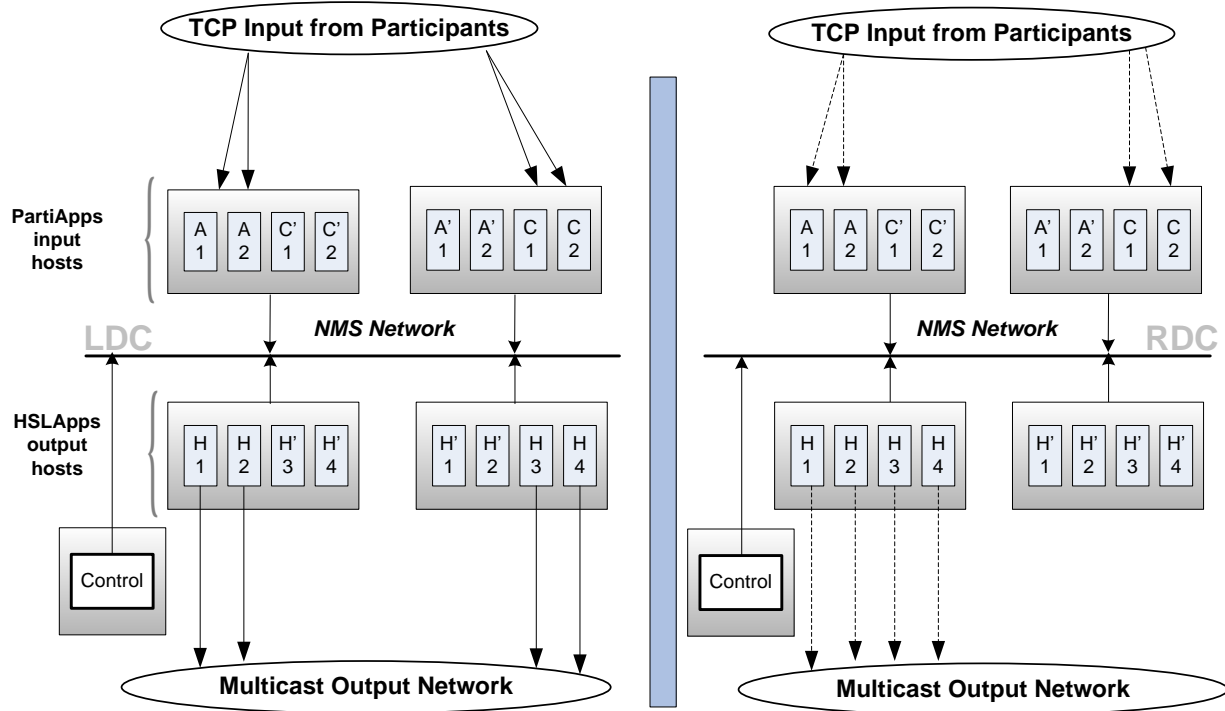 TCP Input from Participants
PartiApps
input
hosts
A
1
A
2
C'
1
C'
2
A'
1
A'
2
C
1
C
2
LDC
NMS Network
HSLApps
output
hosts
H
1
H
2
H'
3
H'
4
H'
1
H'
2
H
3
H
4
Control
Multicast Output Network
TCP Input from Participants
A
1
A
2
C'
1
C'
2
A'
1
A'
2
C
1
C
2
NMS Network
RDC
H
1
H
2
H
3
H
4
H'
1
H'
2
H'
3
H'
4
Control
Multicast Output Network